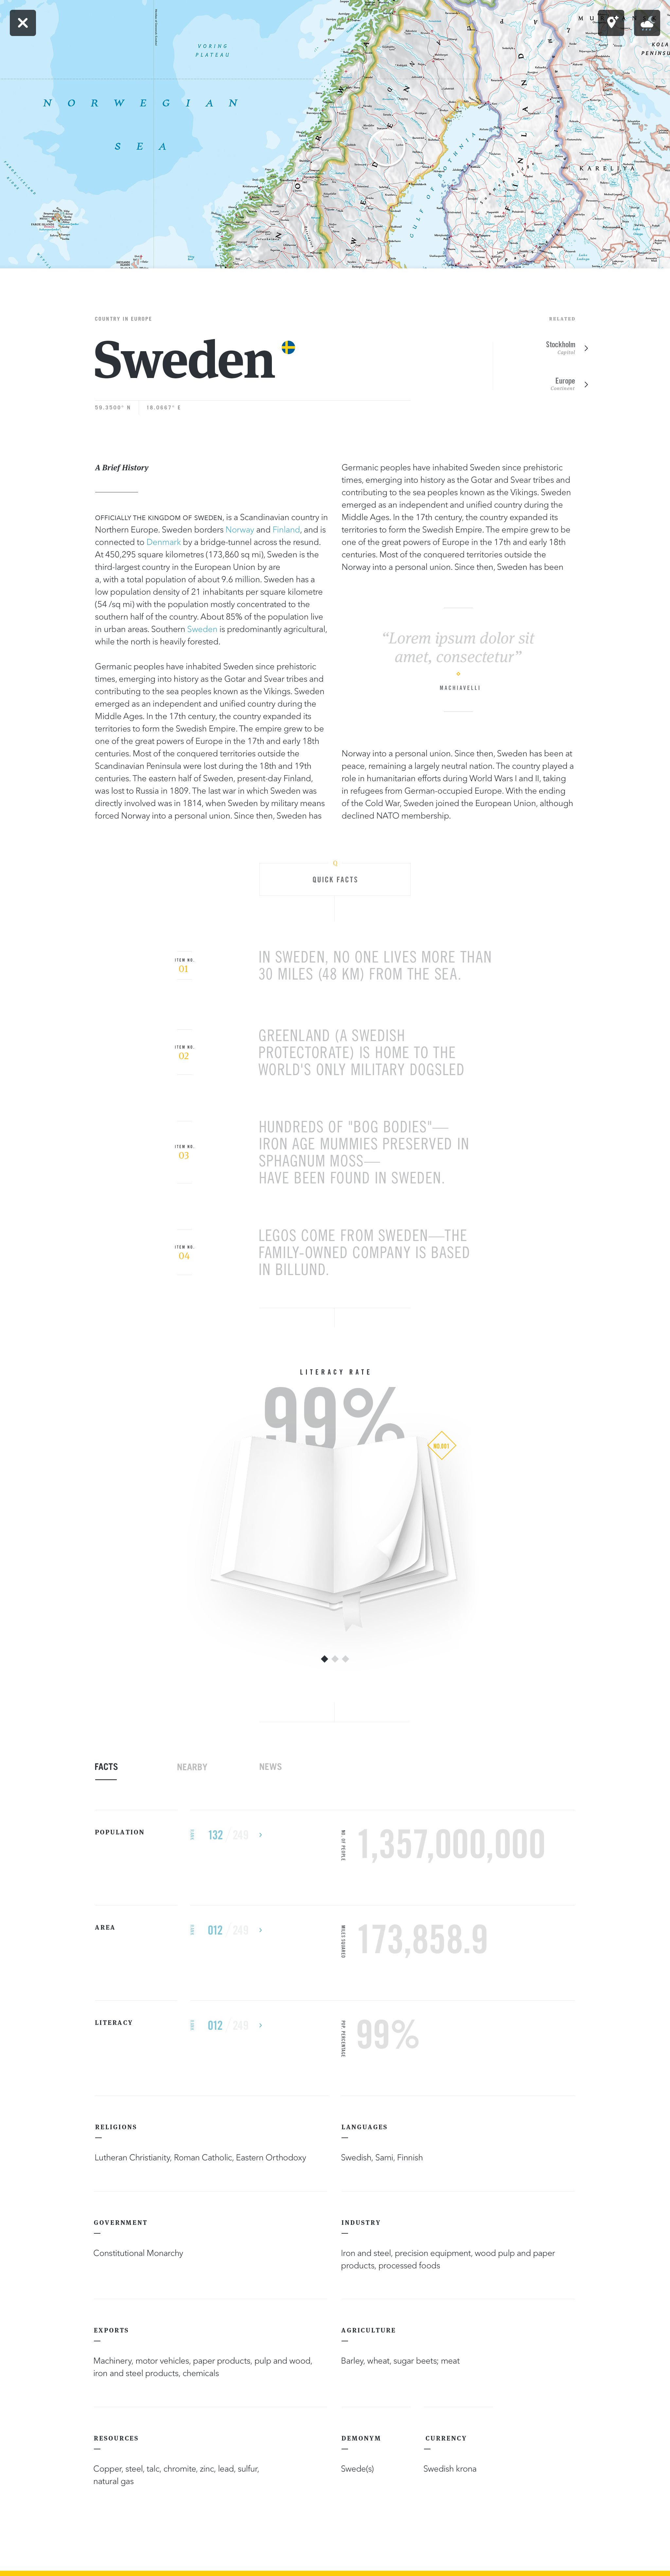 VORING
PLATEAU
NORWEGIAN
SEA
GULF OF BOTHNIA
FINLAND
KARELIYA
KOLA
COUNTRY IN EUROPE
RELATED
Sweden
Stockholm
Capitol
Europe
Continent
59.3500° N
18.0667° E
A Brief History
OFFICIALLY THE KINGDOM OF SWEDEN, is a Scandinavian country in
Northern Europe. Sweden borders Norway and Finland, and is
connected to Denmark by a bridge-tunnel across the resund.
At 450,295 square kilometres (173,860 sq mi), Sweden is the
third-largest country in the European Union by are
a, with a total population of about 9.6 million. Sweden has a
low population density of 21 inhabitants per square kilometre
(54 /sq mi) with the population mostly concentrated to the
southern half of the country. About 85% of the population live
in urban areas. Southern Sweden is predominantly agricultural,
while the north is heavily forested.
Germanic peoples have inhabited Sweden since prehistoric
times, emerging into history as the Gotar and Svear tribes and
contributing to the sea peoples known as the Vikings. Sweden
emerged as an independent and unified country during the
Middle Ages. In the 17th century, the country expanded its
territories to form the Swedish Empire. The empire grew to be
one of the great powers of Europe in the 17th and early 18th
centuries. Most of the conquered territories outside the
Scandinavian Peninsula were lost during the 18th and 19th
centuries. The eastern half of Sweden, present-day Finland,
was lost to Russia in 1809. The last war in which Sweden was
directly involved was in 1814, when Sweden by military means
forced Norway into a personal union. Since then, Sweden has
Germanic peoples have inhabited Sweden since prehistoric
times, emerging into history as the Gotar and Svear tribes and
contributing to the sea peoples known as the Vikings. Sweden
emerged as an independent and unified country during the
Middle Ages. In the 17th century, the country expanded its
territories to form the Swedish Empire. The empire grew to be
one of the great powers of Europe in the 17th and early 18th
centuries. Most of the conquered territories outside the
Norway into a personal union. Since then, Sweden has been
“Lorem ipsum dolor sit
amet, consectetur”
MACHIAVELLI
Norway into a personal union. Since then, Sweden has been at
peace, remaining a largely neutral nation. The country played a
role in humanitarian efforts during World Wars I and II, taking
in refugees from German-occupied Europe. With the ending
of the Cold War, Sweden joined the European Union, although
declined NATO membership.
Q
QUICK FACTS
ITEM NO.
01
IN SWEDEN, NO ONE LIVES MORE THAN
30 MILES (48 KM) FROM THE SEA.
ITEM NO.
02
GREENLAND (A SWEDISH
PROTECTORATE) IS HOME TO THE
WORLD'S ONLY MILITARY DOGSLED
ITEM NO.
03
HUNDREDS OF "BOG BODIES"—
IRON AGE MUMMIES PRESERVED IN
SPHAGNUM MOSS—
HAVE BEEN FOUND IN SWEDEN.
ITEM NO.
04
LEGOS COME FROM SWEDEN—THE
FAMILY-OWNED COMPANY IS BASED
IN BILLUND.
LITERACY RATE
99%
NO.001
FACTS
NEARBY
NEWS
POPULATION
RANK
132 / 249
NO OF PEOPLE
1,357,000,000
AREA
RANK
012 / 249
MILES SQUARED
173,858.9
LITERACY
RANK
012 / 249
POP. PERCENTAGE
99%
RELIGIONS
Lutheran Christianity, Roman Catholic, Eastern Orthodoxy
LANGUAGES
Swedish, Sami, Finnish
GOVERNMENT
Constitutional Monarchy
INDUSTRY
Iron and steel, precision equipment, wood pulp and paper
products, processed foods
EXPORTS
Machinery, motor vehicles, paper products, pulp and wood,
iron and steel products, chemicals
AGRICULTURE
Barley, wheat, sugar beets; meat
RESOURCES
Copper, steel, talc, chromite, zinc, lead, sulfur,
natural gas
DEMONYM
Swede(s)
CURRENCY
Swedish krona